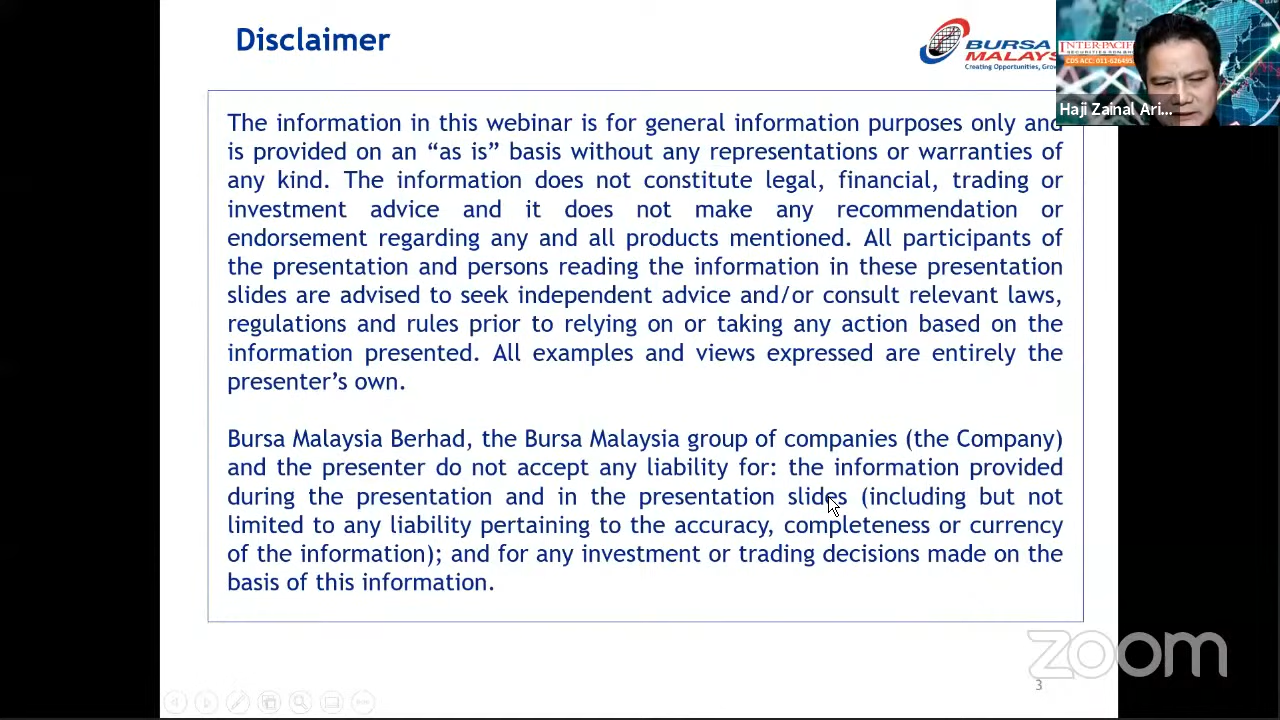 Disclaimer
BURSA
MALAYS
Creating Opportunities, Grow
INTER-PACIFI
SECURITIES SDN BHD
CDS ACC: 011-626495
Haji Zainal Ari...
The information in this webinar is for general information purposes only and
is provided on an “as is” basis without any representations or warranties of
any kind. The information does not constitute legal, financial, trading or
investment advice and it does not make any recommendation or
endorsement regarding any and all products mentioned. All participants of
the presentation and persons reading the information in these presentation
slides are advised to seek independent advice and/or consult relevant laws,
regulations and rules prior to relying on or taking any action based on the
information presented. All examples and views expressed are entirely the
presenter’s own.
Bursa Malaysia Berhad, the Bursa Malaysia group of companies (the Company)
and the presenter do not accept any liability for: the information provided
during the presentation and in the presentation slides (including but not
limited to any liability pertaining to the accuracy, completeness or currency
of the information); and for any investment or trading decisions made on the
basis of this information.
zoom
3